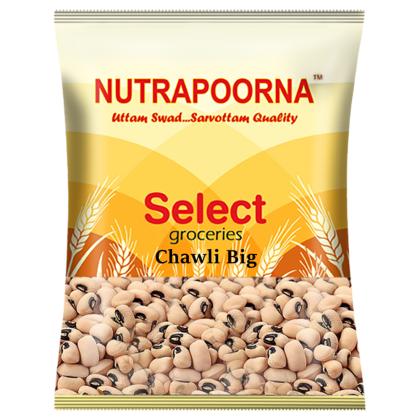 NUTRAPOORNA™
Uttam Swad...Sarvottam Quality
Select
groceries
Chawli Big